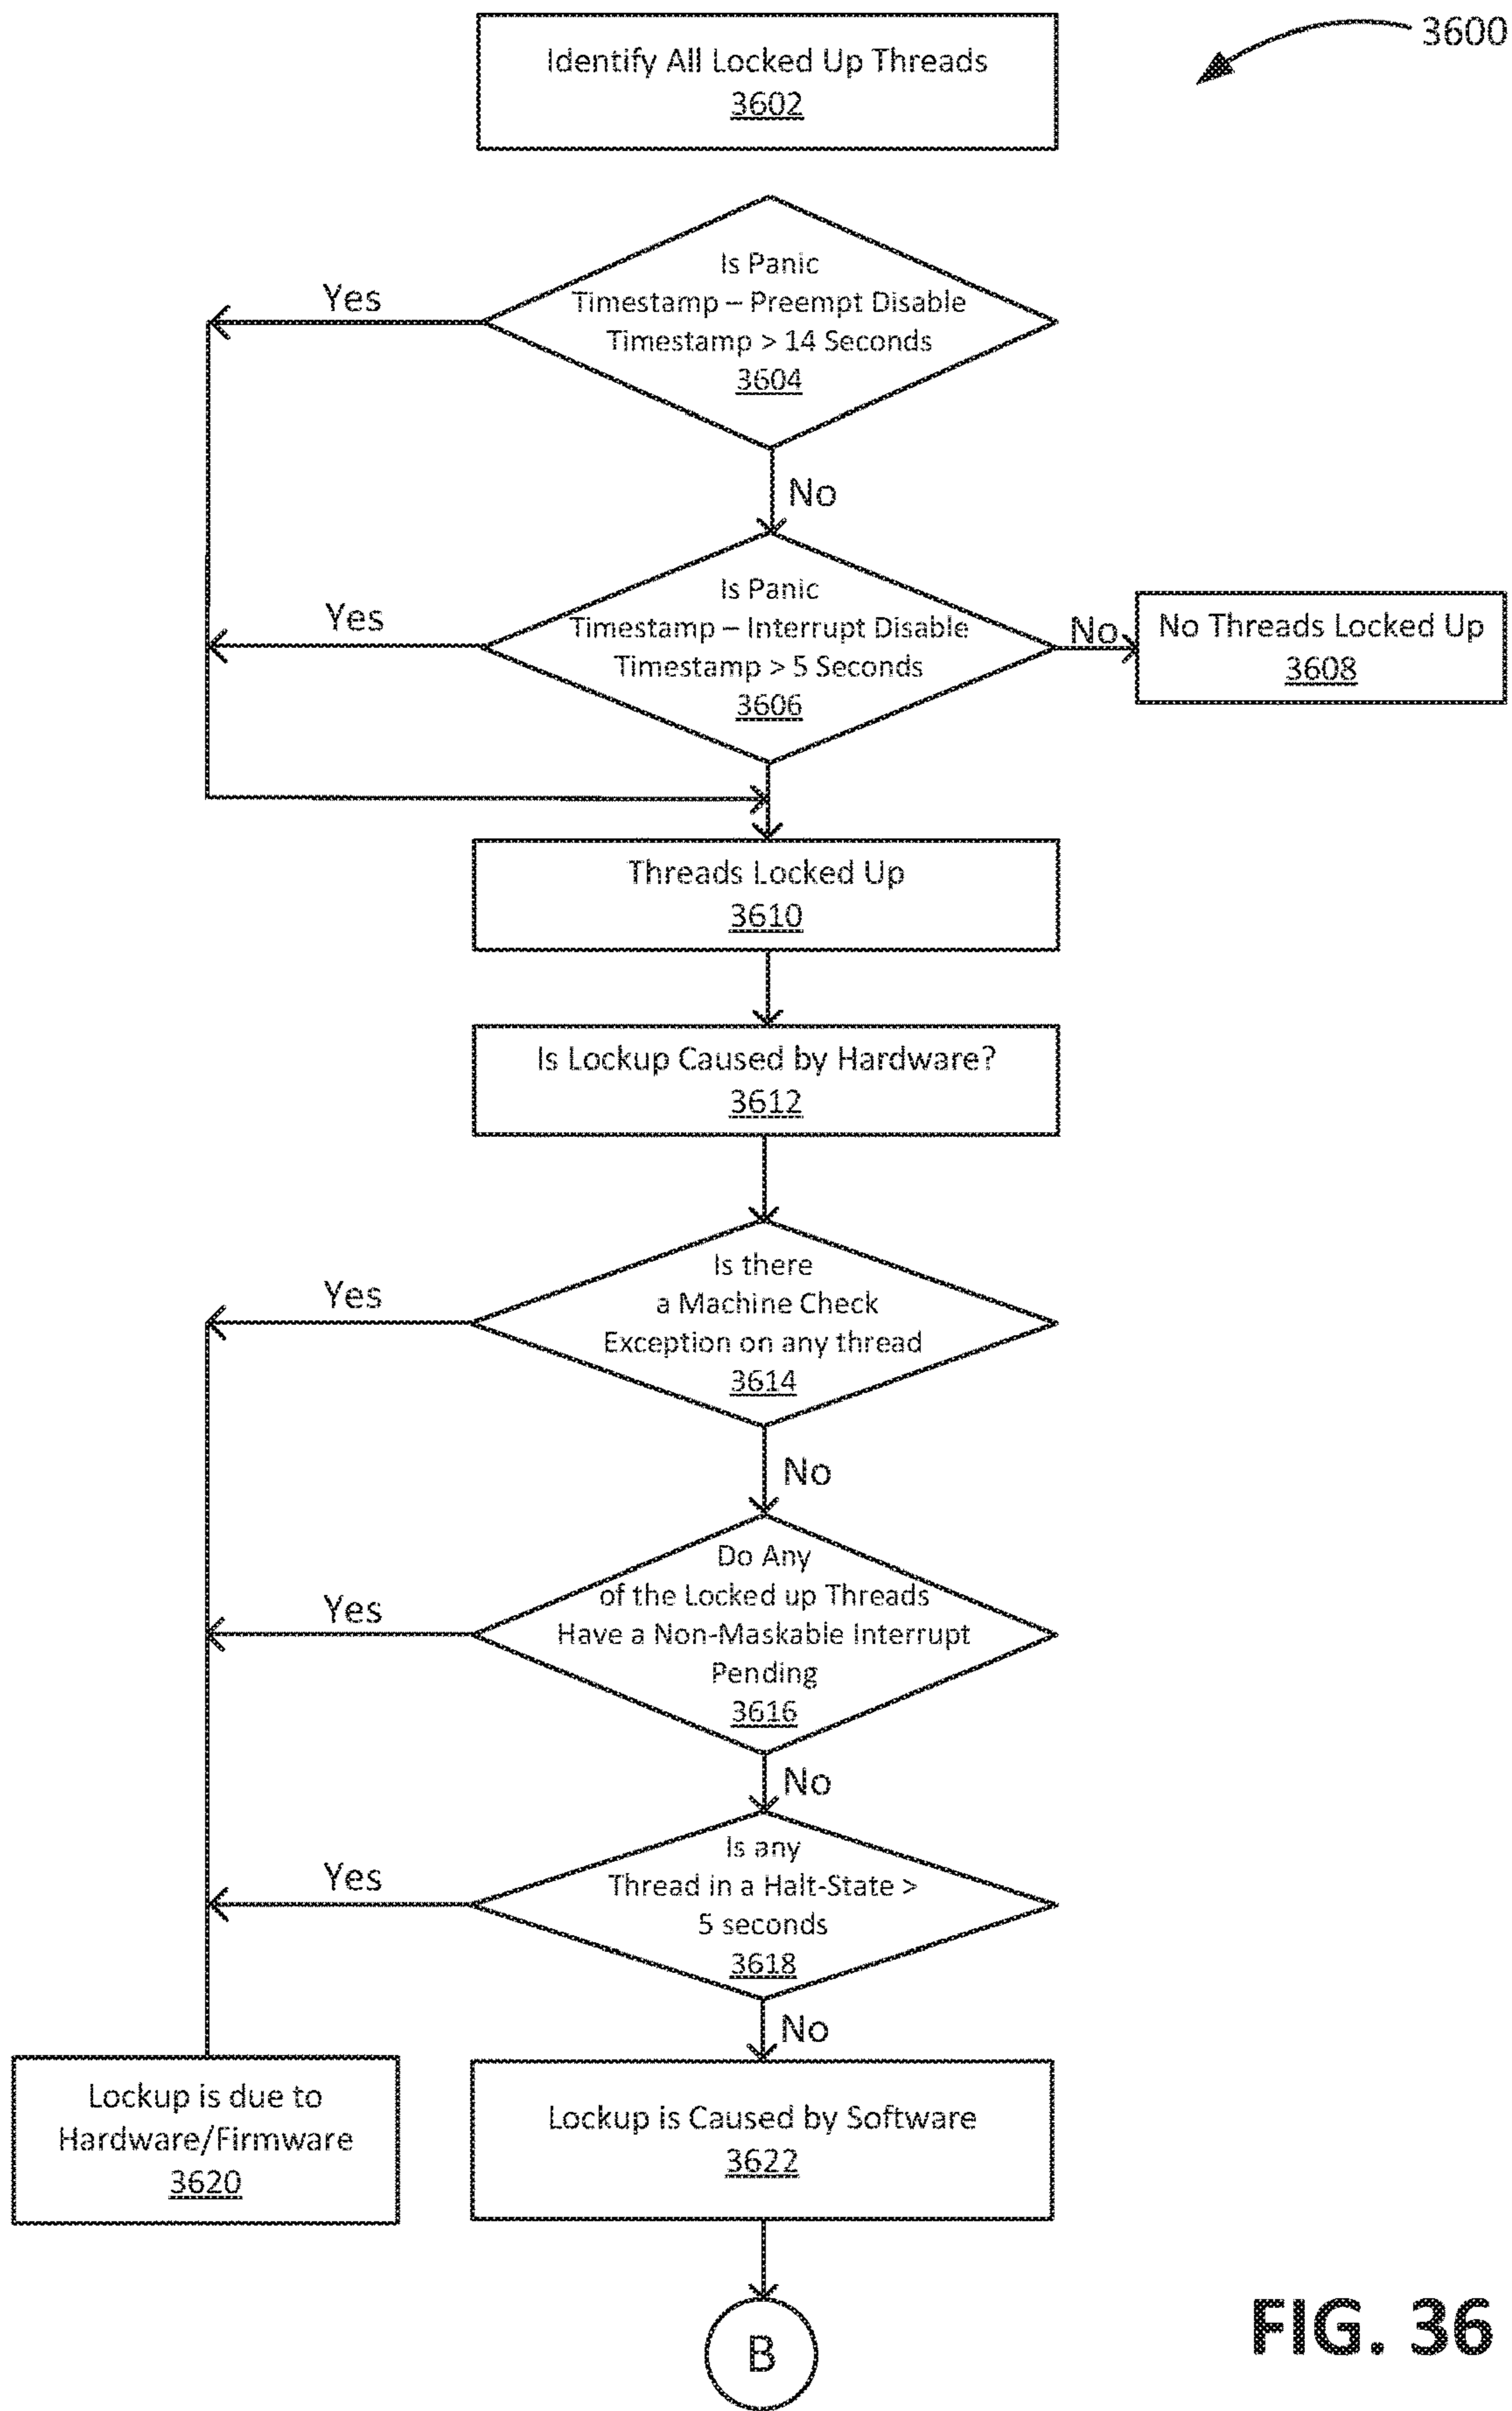 3600
Identify All Locked Up Threads
3602
Is Panic
Timestamp – Preempt Disable
Timestamp > 14 Seconds
3604
Yes
No
Is Panic
Timestamp – Interrupt Disable
Timestamp > 5 Seconds
3606
Yes
No
No Threads Locked Up
3608
Threads Locked Up
3610
Is Lockup Caused by Hardware?
3612
Is there
a Machine Check
Exception on any thread
3614
Yes
No
Do Any
of the Locked up Threads
Have a Non-Maskable Interrupt
Pending
3616
Yes
No
Is any
Thread in a Halt-State >
5 seconds
3618
Yes
No
Lockup is due to
Hardware/Firmware
3620
Lockup is Caused by Software
3622
B
FIG. 36